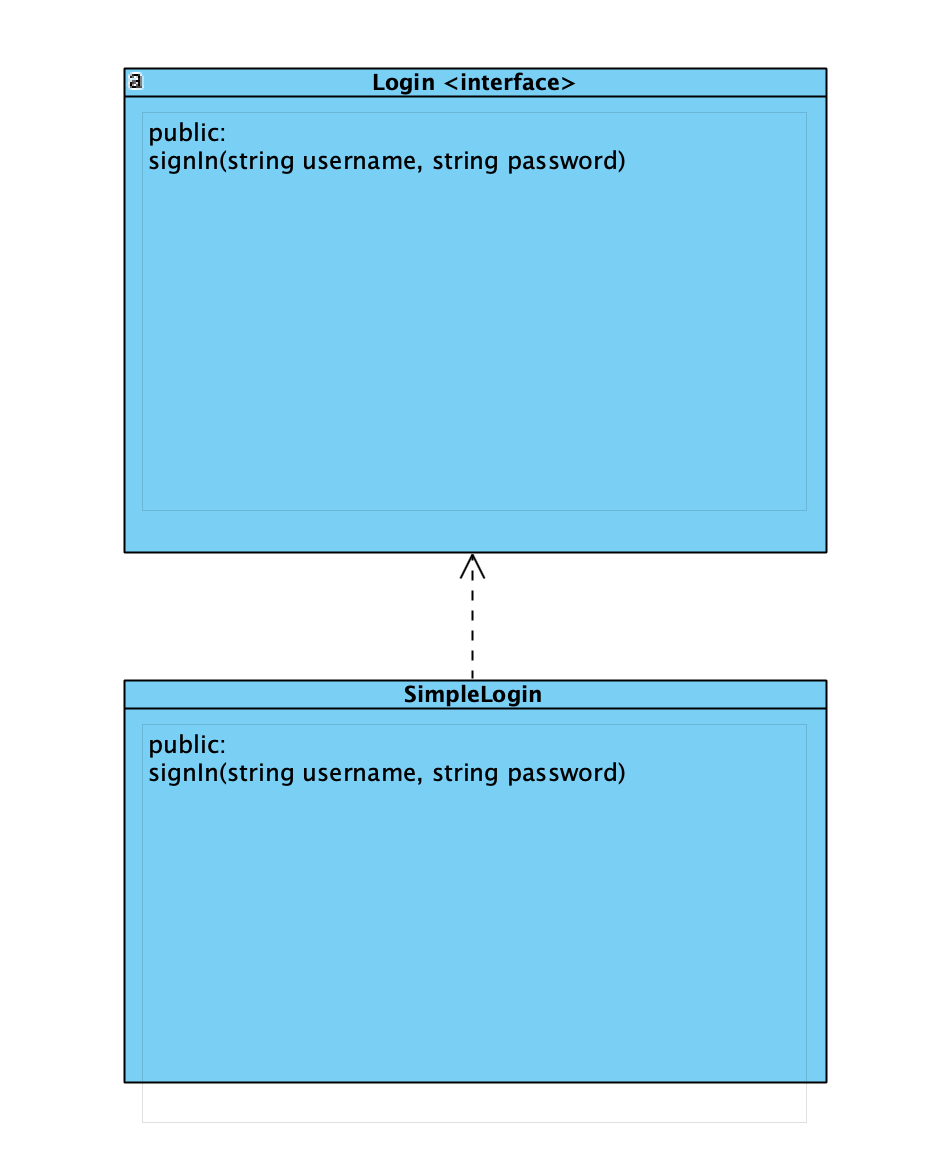 a
Login <interface>
public:
signIn(string username, string password)
SimpleLogin
public:
signIn(string username, string password)